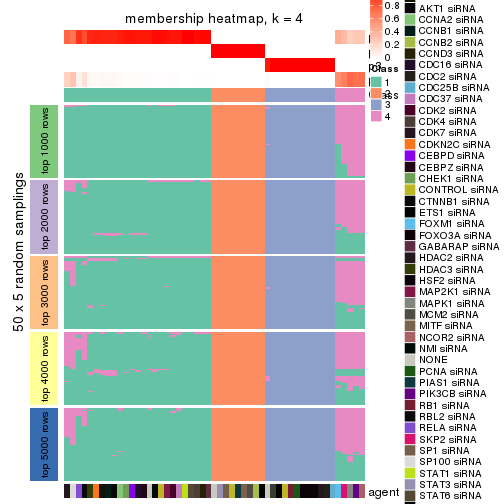 membership heatmap, k = 4
50 x 5 random samplings
top 1000 rows
top 2000 rows
top 3000 rows
top 4000 rows
top 5000 rows
0.8
0.6
0.4
0.2
0
Class
1
2
3
4
agent
AKT1 siRNA
CCNA2 siRNA
CCNB1 siRNA
CCNB2 siRNA
CCND3 siRNA
CDC16 siRNA
CDC2 siRNA
CDC25B siRNA
CDC37 siRNA
CDK2 siRNA
CDK4 siRNA
CDK7 siRNA
CDKN2C siRNA
CEBPD siRNA
CEBPZ siRNA
CHEK1 siRNA
CONTROL siRNA
CTNNB1 siRNA
ETS1 siRNA
FOXM1 siRNA
FOXO3A siRNA
GABARAP siRNA
HDAC2 siRNA
HDAC3 siRNA
HSF2 siRNA
MAP2K1 siRNA
MAPK1 siRNA
MCM2 siRNA
MITF siRNA
NCOR2 siRNA
NMI siRNA
NONE
PCNA siRNA
PIAS1 siRNA
PIK3CB siRNA
RB1 siRNA
RBL2 siRNA
RELA siRNA
SKP2 siRNA
SP1 siRNA
SP100 siRNA
STAT1 siRNA
STAT3 siRNA
STAT6 siRNA